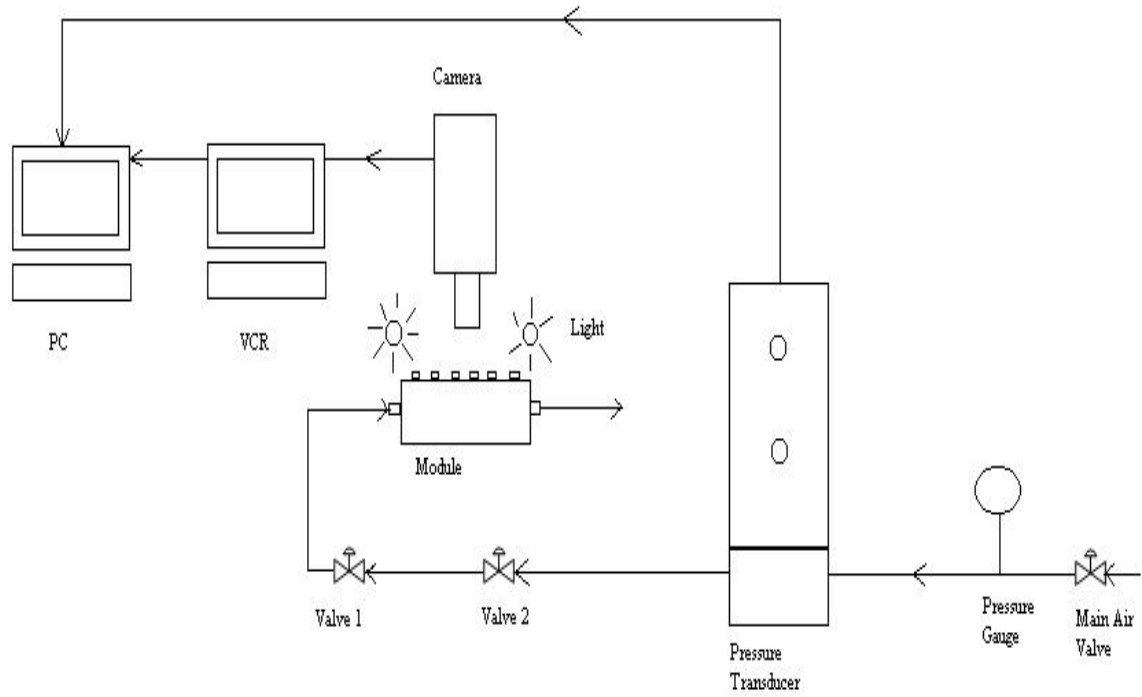 Camera
PC
VCR
Light
Module
Valve 1
Valve 2
Pressure
Gauge
Main Air
Valve
Pressure
Transducer